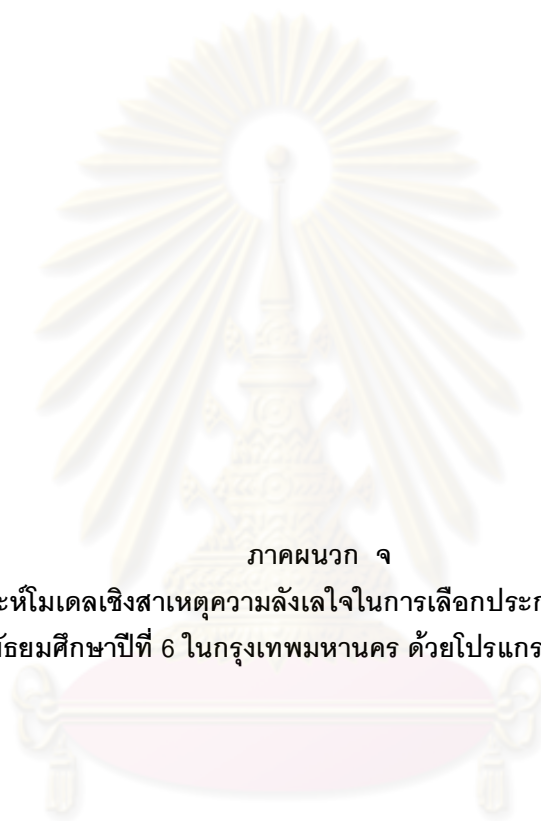 ภาคผนวก จ
ะห์โมเดลเชิงสาเหตุความลังเลใจในการเลือกประก
ัธยมศึกษาปีที่ 6 ในกรุงเทพมหานคร ด้วยโปรแกร